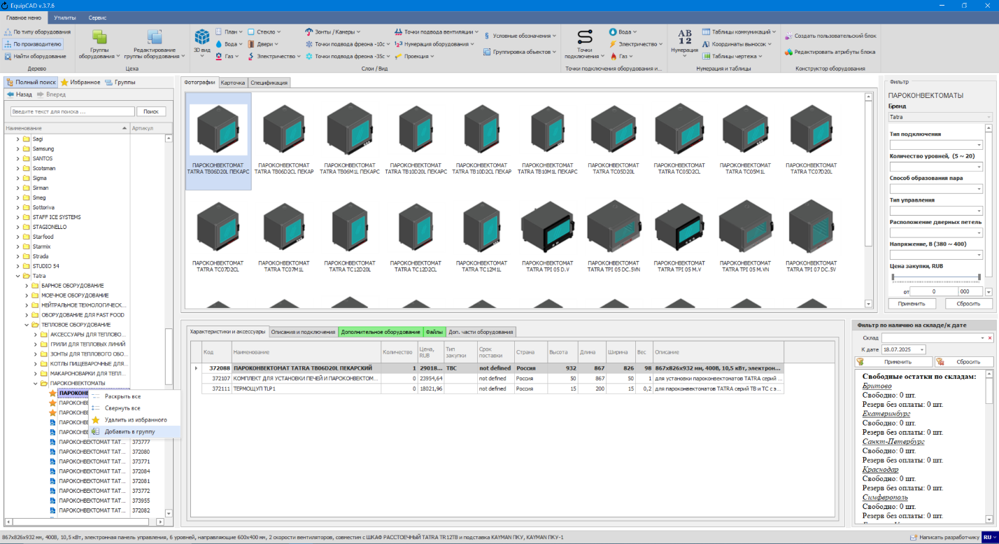 EquipCAD v.3.7.6
Главное меню Утилиты Сервис
По типу оборудования
По производителю
Найти оборудование
Дерево
Группы оборудования
Редактирование группы оборудования
Цеха
3D вид
План Стекло Зонты / Камеры Точки подвода вентиляции Условные обозначения
Вода Двери Точки подвода фреона -10c Нумерация оборудования Группировка объектов
Газ Электричество Точки подвода фреона -35c Проекция
Слои / Вид
Точки подключения
Вода
Электричество
Газ
Точки подключения оборудования и...
AB
12
Нумерация
Таблицы коммуникаций
Координаты выносок
Таблицы чертежа
Нумерация и таблицы
Создать пользовательский блок
Редактировать атрибуты блока
Конструктор оборудования
Полный поиск Избранное Группы
Назад Вперед
Введите текст для поиска ... Поиск
Наименование Артикул
Sagi
Samsung
SANTOS
Scotsman
Sigma
Sirman
Smeg
Sottoriva
STAFF ICE SYSTEMS
STAGIONELLO
Starfood
Starmix
Strada
STUDIO 54
Tatra
БАРНОЕ ОБОРУДОВАНИЕ
МОЕЧНОЕ ОБОРУДОВАНИЕ
НЕЙТРАЛЬНОЕ ТЕХНОЛОГИЧЕСК...
ОБОРУДОВАНИЕ ДЛЯ FAST FOOD
ТЕПЛОВОЕ ОБОРУДОВАНИЕ
АКСЕССУАРЫ ДЛЯ ТЕПЛОВО...
ГРИЛИ ДЛЯ ТЕПЛОВЫХ ЛИНИЙ
ЗОНТЫ ДЛЯ ТЕПЛОВОГО ОБО...
КОТЛЫ ПИЩЕВАРОЧНЫЕ ДЛЯ...
МАКАРОНОВАРКИ ДЛЯ ТЕПЛ...
ПАРОКОНВЕКТОМАТЫ
ПАРОКОНВЕ
ПАРОКОНВЕ
ПАРОКОНВЕ
ПАРОКОНВЕ
ПАРОКОНВЕ
ПАРОКОНВЕКТОМАТ ТАТ... 373777
ПАРОКОНВЕКТОМАТ ТАТ... 372080
ПАРОКОНВЕКТОМАТ ТАТ... 373771
ПАРОКОНВЕКТОМАТ ТАТ... 372084
ПАРОКОНВЕКТОМАТ ТАТ... 372081
ПАРОКОНВЕКТОМАТ ТАТ... 373772
ПАРОКОНВЕКТОМАТ ТАТ... 373955
ПАРОКОНВЕКТОМАТ ТАТ... 372082
Раскрыть все
Свернуть все
Удалить из избранного
Добавить в группу
Фотографии Карточка Спецификация
ПАРОКОНВЕКТОМАТ ПАРОКОНВЕКТОМАТ ПАРОКОНВЕКТОМАТ ПАРОКОНВЕКТОМАТ ПАРОКОНВЕКТОМАТ ПАРОКОНВЕКТОМАТ ПАРОКОНВЕКТОМАТ ПАРОКОНВЕКТОМАТ ПАРОКОНВЕКТОМАТ ПАРОКОНВЕКТОМАТ
TATRA TB06D20L ПЕКАРС TATRA TB06D2CL ПЕКАР TATRA TB06M1L ПЕКАРС TATRA TB10D20L ПЕКАРС TATRA TB10D2CL ПЕКАР TATRA TB10M1L ПЕКАРС TATRA TC05D20L TATRA TC05D2CL TATRA TC05M1L TATRA TC07D20L
ПАРОКОНВЕКТОМАТ ПАРОКОНВЕКТОМАТ ПАРОКОНВЕКТОМАТ ПАРОКОНВЕКТОМАТ ПАРОКОНВЕКТОМАТ ПАРОКОНВЕКТОМАТ ПАРОКОНВЕКТОМАТ ПАРОКОНВЕКТОМАТ ПАРОКОНВЕКТОМАТ ПАРОКОНВЕКТОМАТ
TATRA TC07D2CL TATRA TC07M1L TATRA TC12D20L TATRA TC12D2CL TATRA TC12M1L TATRA TPI 05 D.V TATRA TPI 05 DC.5VN TATRA TPI 05 M.V TATRA TPI 05 M.VN TATRA TPI 07 DC.5V
Фильтр
ПАРОКОНВЕКТОМАТЫ
Бренд
Tatra
Тип подключения
Количество уровней, (5 ~ 20)
Способ образования пара
Тип управления
Расположение дверных петель
Напряжение, В (380 ~ 400)
Цена закупки, RUB
от 0 000
Применить Сбросить
Характеристики и аксессуары Описания и подключения Дополнительное оборудование Файлы Доп. части оборудования
Код Наименование Количество Цена, RUB Тип закупки Срок поставки Страна Высота Длина Ширина Вес Описание
372088 ПАРОКОНВЕКТОМАТ TATRA TB06D20L ПЕКАРСКИЙ 1 29018... ТВС not defined Россия 932 867 826 98 867x826x932 мм, 400В, 10,5 кВт, электрон...
372107 КОМПЛЕКТ ДЛЯ УСТАНОВКИ ПЕЧЕЙ И ПАРОКОНВЕКТОМ... 0 23954,64 not defined Россия 50 867 50 1 для установки пароконвектоматов TATRA серий ...
372111 ТЕРМОЩУП TLP1 0 18021,96 not defined Россия 15 200 15 0,2 для пароконвектоматов TATRA серий TB и TC с э...
Фильтр по наличию на складе/к дате
Склад
К дате 18.07.2025
Применить Сбросить
Свободные остатки по складам:
Бритово
Свободно: 0 шт.
Резерв без оплаты: 0 шт.
Екатеринбург
Свободно: 0 шт.
Резерв без оплаты: 0 шт.
Санкт-Петербург
Свободно: 0 шт.
Резерв без оплаты: 0 шт.
Краснодар
Свободно: 0 шт.
Резерв без оплаты: 0 шт.
Симферополь
Свободно: 0 шт.
Резерв без оплаты: 0 шт.
867x826x932 мм, 400В, 10,5 кВт, электронная панель управления, 6 уровней, направляющие 600x400 мм, 2 скорости вентиляторов, совместим с ШКАФ РАССТОЕЧНЫЙ TATRA TR12TB и подставка KAYMAN ПКУ, KAYMAN ПКУ-1
Написать разработчику RU